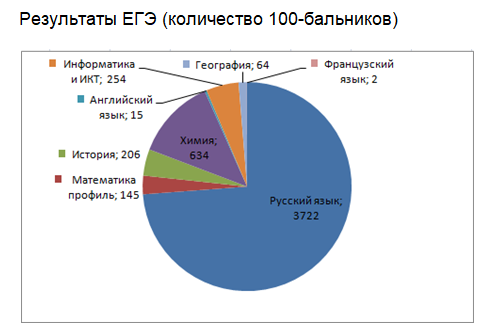 Результаты ЕГЭ (количество 100-бальников)
Информатика
и ИКТ; 254
География; 64
Французский
язык; 2
Английский
язык; 15
Химия;
634
История; 206
Математика
профиль; 145
Русский язык;
3722